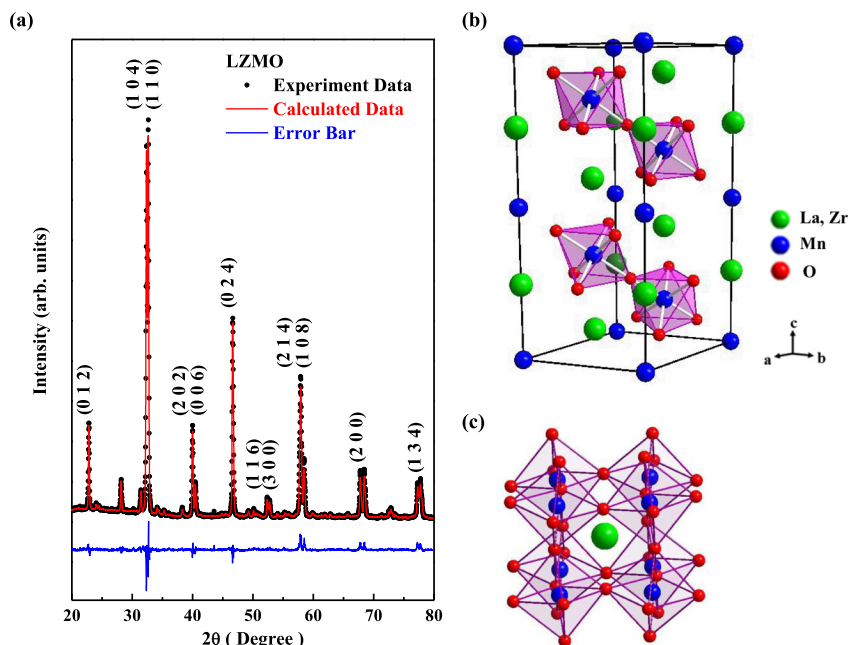 (a)
LZMO
Experiment Data
Calculated Data
Error Bar
Intensity (arb. units)
(0 1 2)
(1 0 4)
(1 1 0)
(2 0 2)
(0 0 6)
(0 2 4)
(1 1 6)
(3 0 0)
(2 1 4)
(1 0 8)
(2 0 0)
(1 3 4)
20 30 40 50 60 70 80
2θ ( Degree )
(b)
La, Zr
Mn
O
c
a b
(c)